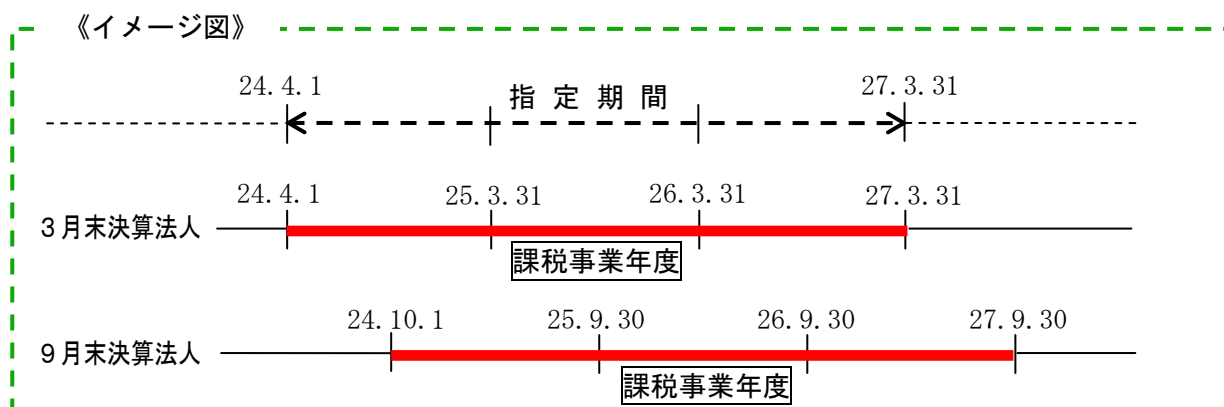 《イメージ図》
24.4.1 指定期間 27.3.31
24.4.1 25.3.31 26.3.31 27.3.31
3月末決算法人
課税事業年度
24.10.1 25.9.30 26.9.30 27.9.30
9月末決算法人
課税事業年度